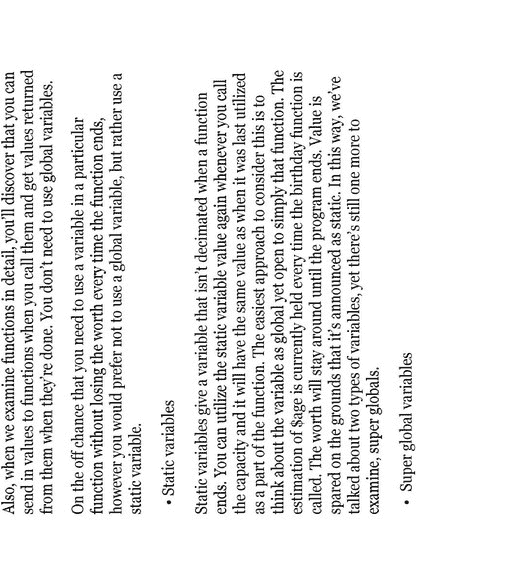 Also, when we examine functions in detail, you'll discover that you can
send in values to functions when you call them and get values returned
from them when they're done. You don't need to use global variables.
On the off chance that you need to use a variable in a particular
function without losing the worth every time the function ends,
however you would prefer not to use a global variable, but rather use a
static variable.
• Static variables
Static variables give a variable that isn't decimated when a function
ends. You can utilize the static variable value again whenever you call
the capacity and it will have the same value as when it was last utilized
as a part of the function. The easiest approach to consider this is to
think about the variable as global yet open to simply that function. The
estimation of $age is currently held every time the birthday function is
called. The worth will stay around until the program ends. Value is
spared on the grounds that it's announced as static. In this way, we've
talked about two types of variables, yet there's still one more to
examine, super globals.
• Super global variables